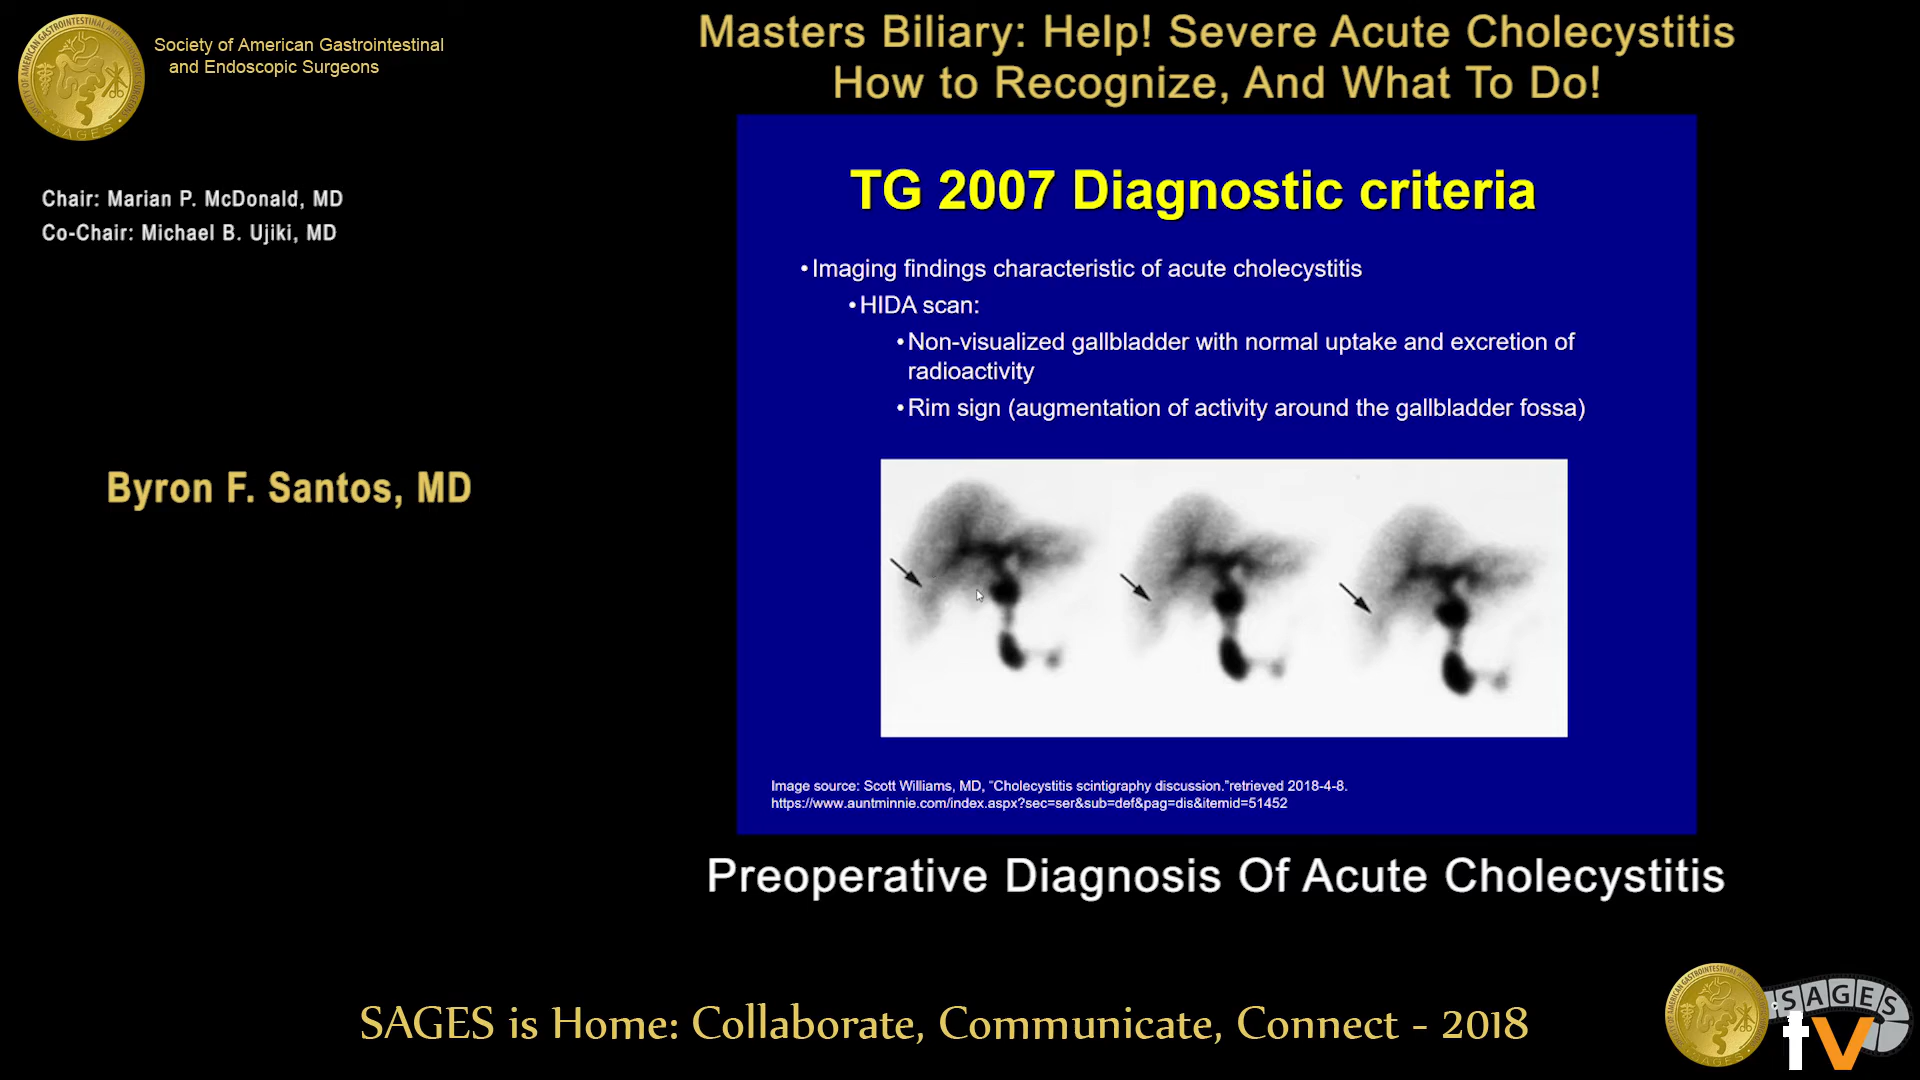 Society of American Gastrointestinal
and Endoscopic Surgeons
Masters Biliary: Help! Severe Acute Cholecystitis
How to Recognize, And What To Do!
Chair: Marian P. McDonald, MD
Co-Chair: Michael B. Ujiki, MD
Byron F. Santos, MD
TG 2007 Diagnostic criteria
•Imaging findings characteristic of acute cholecystitis
•HIDA scan:
•Non-visualized gallbladder with normal uptake and excretion of
radioactivity
•Rim sign (augmentation of activity around the gallbladder fossa)
Image source: Scott Williams, MD, "Cholecystitis scintigraphy discussion."retrieved 2018-4-8.
https://www.auntminnie.com/index.aspx?sec=ser&sub=def&pag=dis&itemid=51452
Preoperative Diagnosis Of Acute Cholecystitis
SAGES is Home: Collaborate, Communicate, Connect - 2018
SAGES
tv